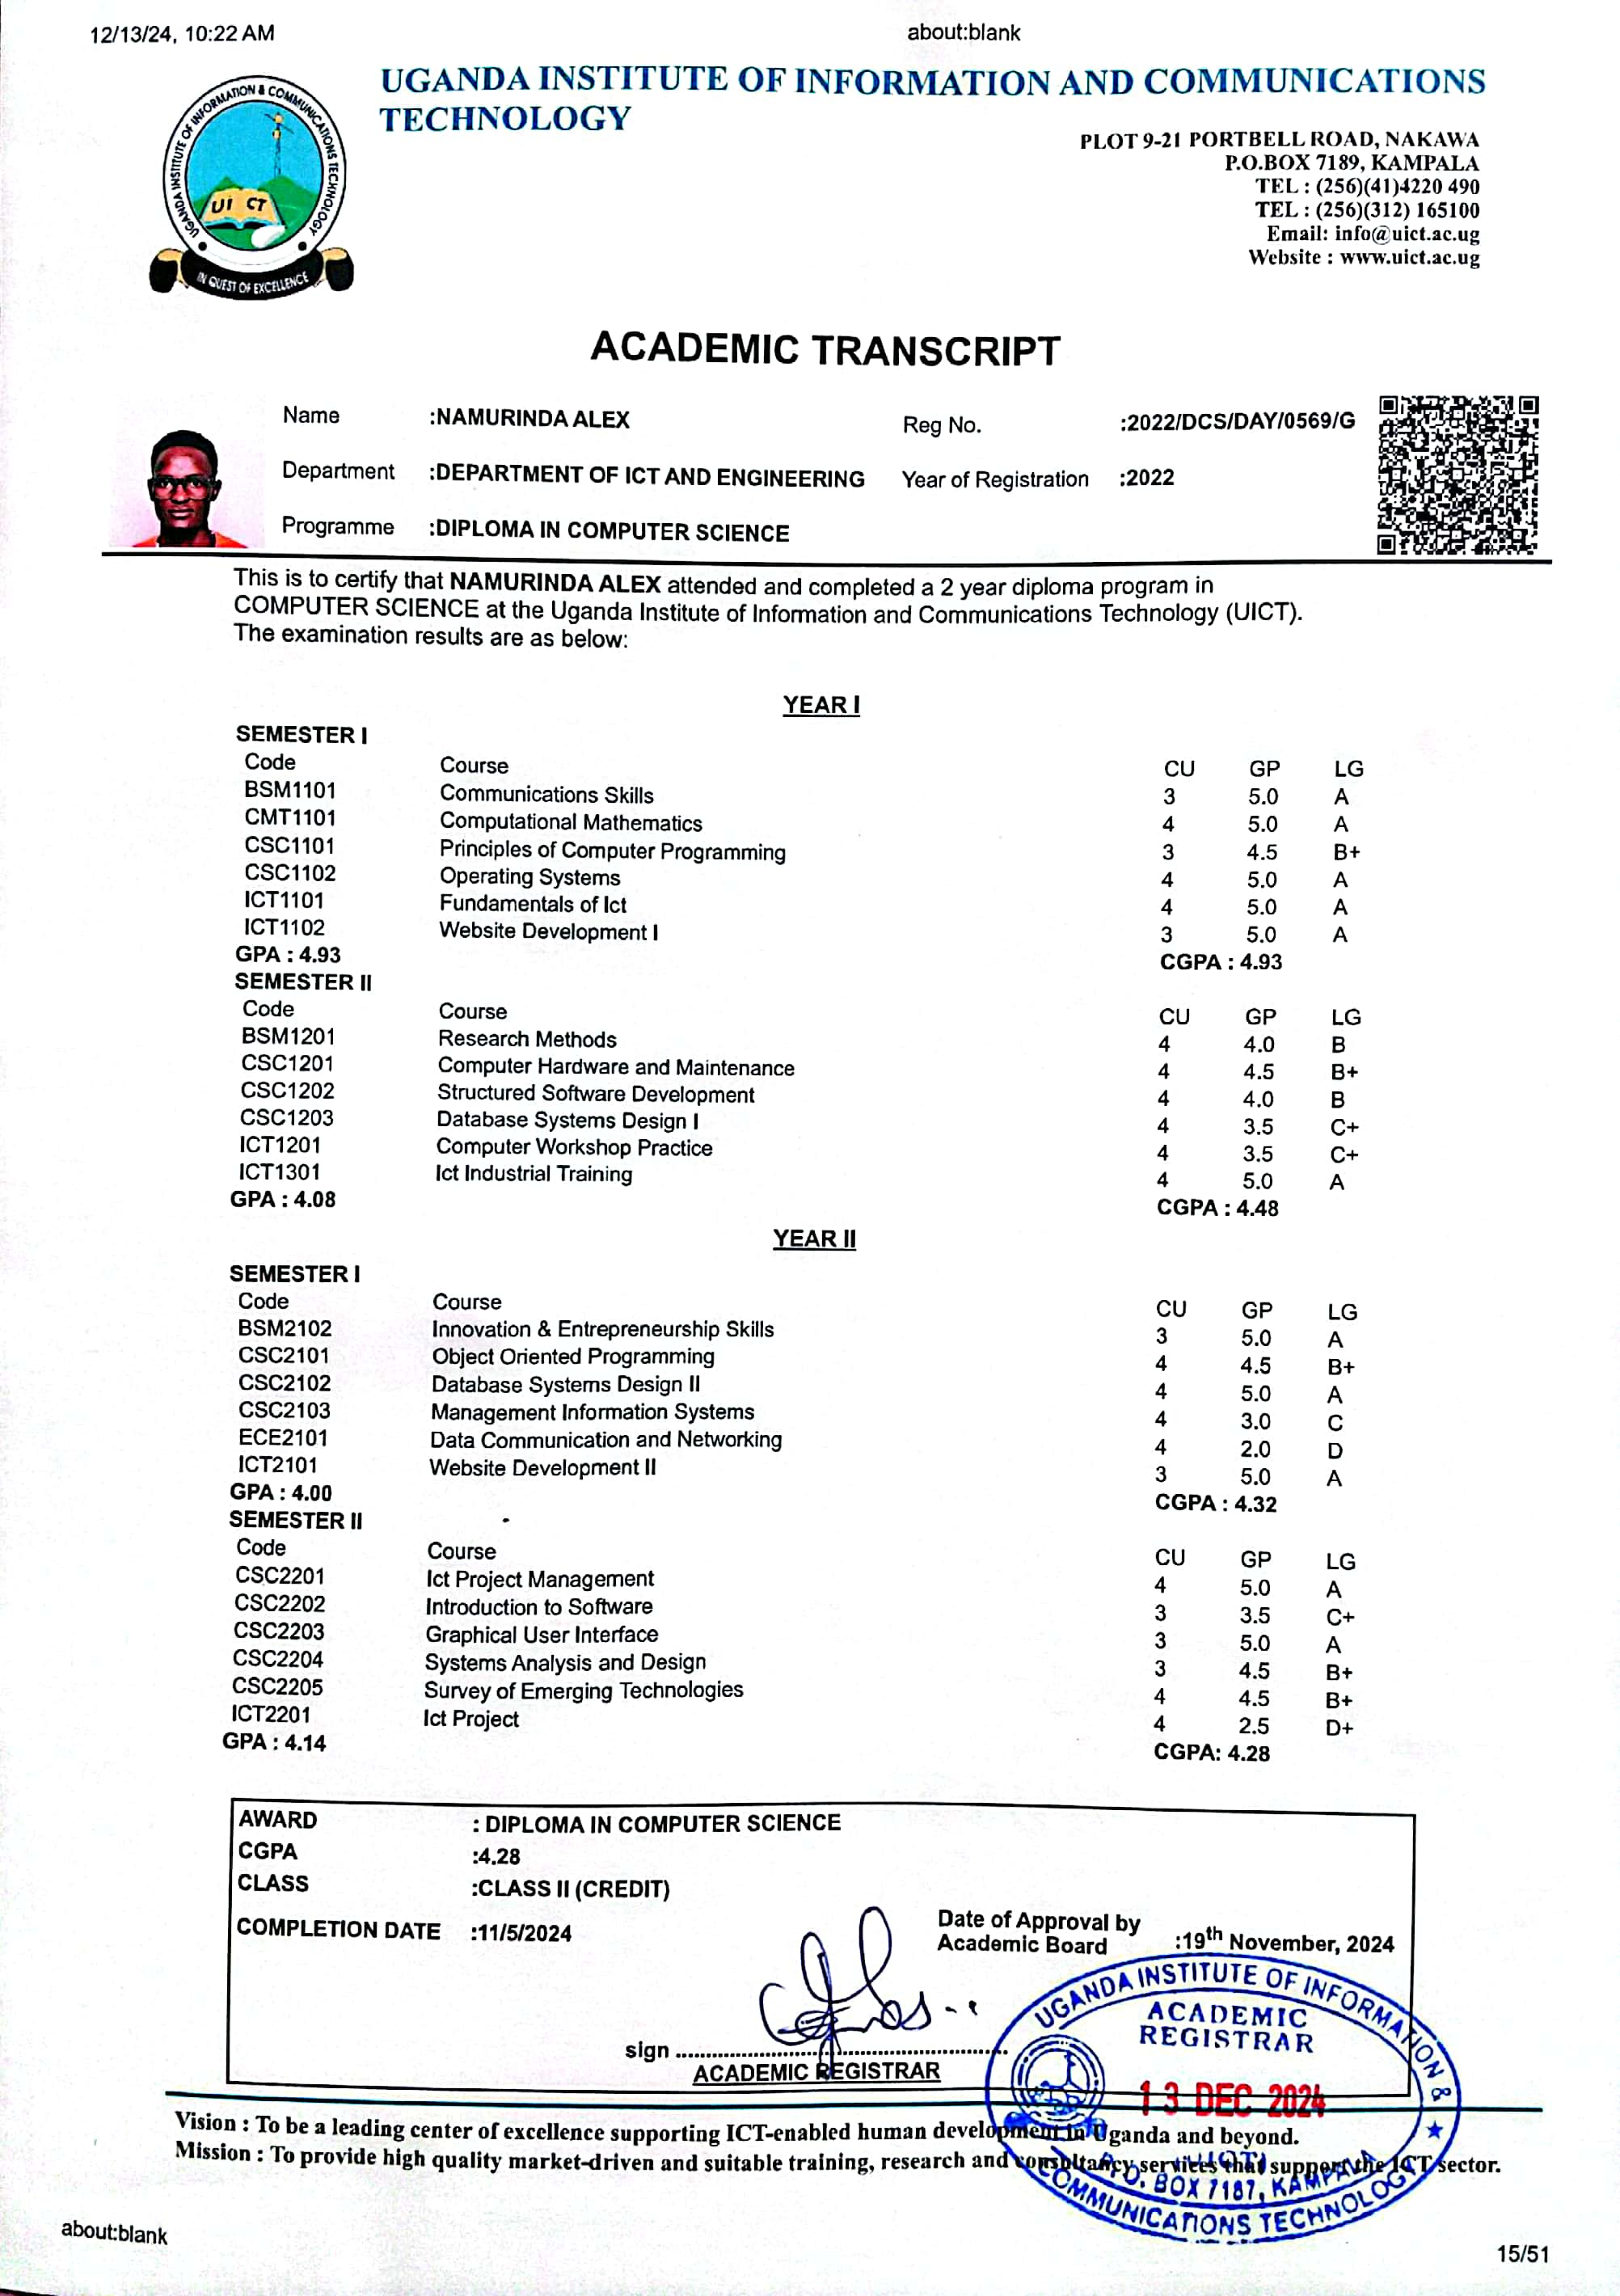 12/13/24, 10:22 AM about:blank
UGANDA INSTITUTE OF INFORMATION & COMMUNICATIONS TECHNOLOGY
UI CT
IN QUEST OF EXCELLENCE
UGANDA INSTITUTE OF INFORMATION AND COMMUNICATIONS
TECHNOLOGY
PLOT 9-21 PORTBELL ROAD, NAKAWA
P.O.BOX 7189, KAMPALA
TEL : (256)(41)4220 490
TEL : (256)(312) 165100
Email: info@uict.ac.ug
Website : www.uict.ac.ug
ACADEMIC TRANSCRIPT
Name :NAMURINDA ALEX Reg No. :2022/DCS/DAY/0569/G
Department :DEPARTMENT OF ICT AND ENGINEERING Year of Registration :2022
Programme :DIPLOMA IN COMPUTER SCIENCE
This is to certify that NAMURINDA ALEX attended and completed a 2 year diploma program in
COMPUTER SCIENCE at the Uganda Institute of Information and Communications Technology (UICT).
The examination results are as below:
YEAR I
SEMESTER I
Code Course CU GP LG
BSM1101 Communications Skills 3 5.0 A
CMT1101 Computational Mathematics 4 5.0 A
CSC1101 Principles of Computer Programming 3 4.5 B+
CSC1102 Operating Systems 4 5.0 A
ICT1101 Fundamentals of Ict 4 5.0 A
ICT1102 Website Development I 3 5.0 A
GPA : 4.93 CGPA : 4.93
SEMESTER II
Code Course CU GP LG
BSM1201 Research Methods 4 4.0 B
CSC1201 Computer Hardware and Maintenance 4 4.5 B+
CSC1202 Structured Software Development 4 4.0 B
CSC1203 Database Systems Design I 4 3.5 C+
ICT1201 Computer Workshop Practice 4 3.5 C+
ICT1301 Ict Industrial Training 4 5.0 A
GPA : 4.08 CGPA : 4.48
YEAR II
SEMESTER I
Code Course CU GP LG
BSM2102 Innovation & Entrepreneurship Skills 3 5.0 A
CSC2101 Object Oriented Programming 4 4.5 B+
CSC2102 Database Systems Design II 4 5.0 A
CSC2103 Management Information Systems 4 3.0 C
ECE2101 Data Communication and Networking 4 2.0 D
ICT2101 Website Development II 3 5.0 A
GPA : 4.00 CGPA : 4.32
SEMESTER II
Code Course CU GP LG
CSC2201 Ict Project Management 4 5.0 A
CSC2202 Introduction to Software 3 3.5 C+
CSC2203 Graphical User Interface 3 5.0 A
CSC2204 Systems Analysis and Design 3 4.5 B+
CSC2205 Survey of Emerging Technologies 4 4.5 B+
ICT2201 Ict Project 4 2.5 D+
GPA : 4.14 CGPA: 4.28
AWARD : DIPLOMA IN COMPUTER SCIENCE
CGPA :4.28
CLASS :CLASS II (CREDIT)
COMPLETION DATE :11/5/2024 Date of Approval by Academic Board :19th November, 2024
sign
ACADEMIC REGISTRAR
UGANDA INSTITUTE OF INFORMATION &
ACADEMIC
REGISTRAR
13 DEC 2024
P.O. BOX 7187, KAMPALA
COMMUNICATIONS TECHNOLOGY
Vision : To be a leading center of excellence supporting ICT-enabled human development in Uganda and beyond.
Mission : To provide high quality market-driven and suitable training, research and consultancy services that support the ICT sector.
about:blank 15/51